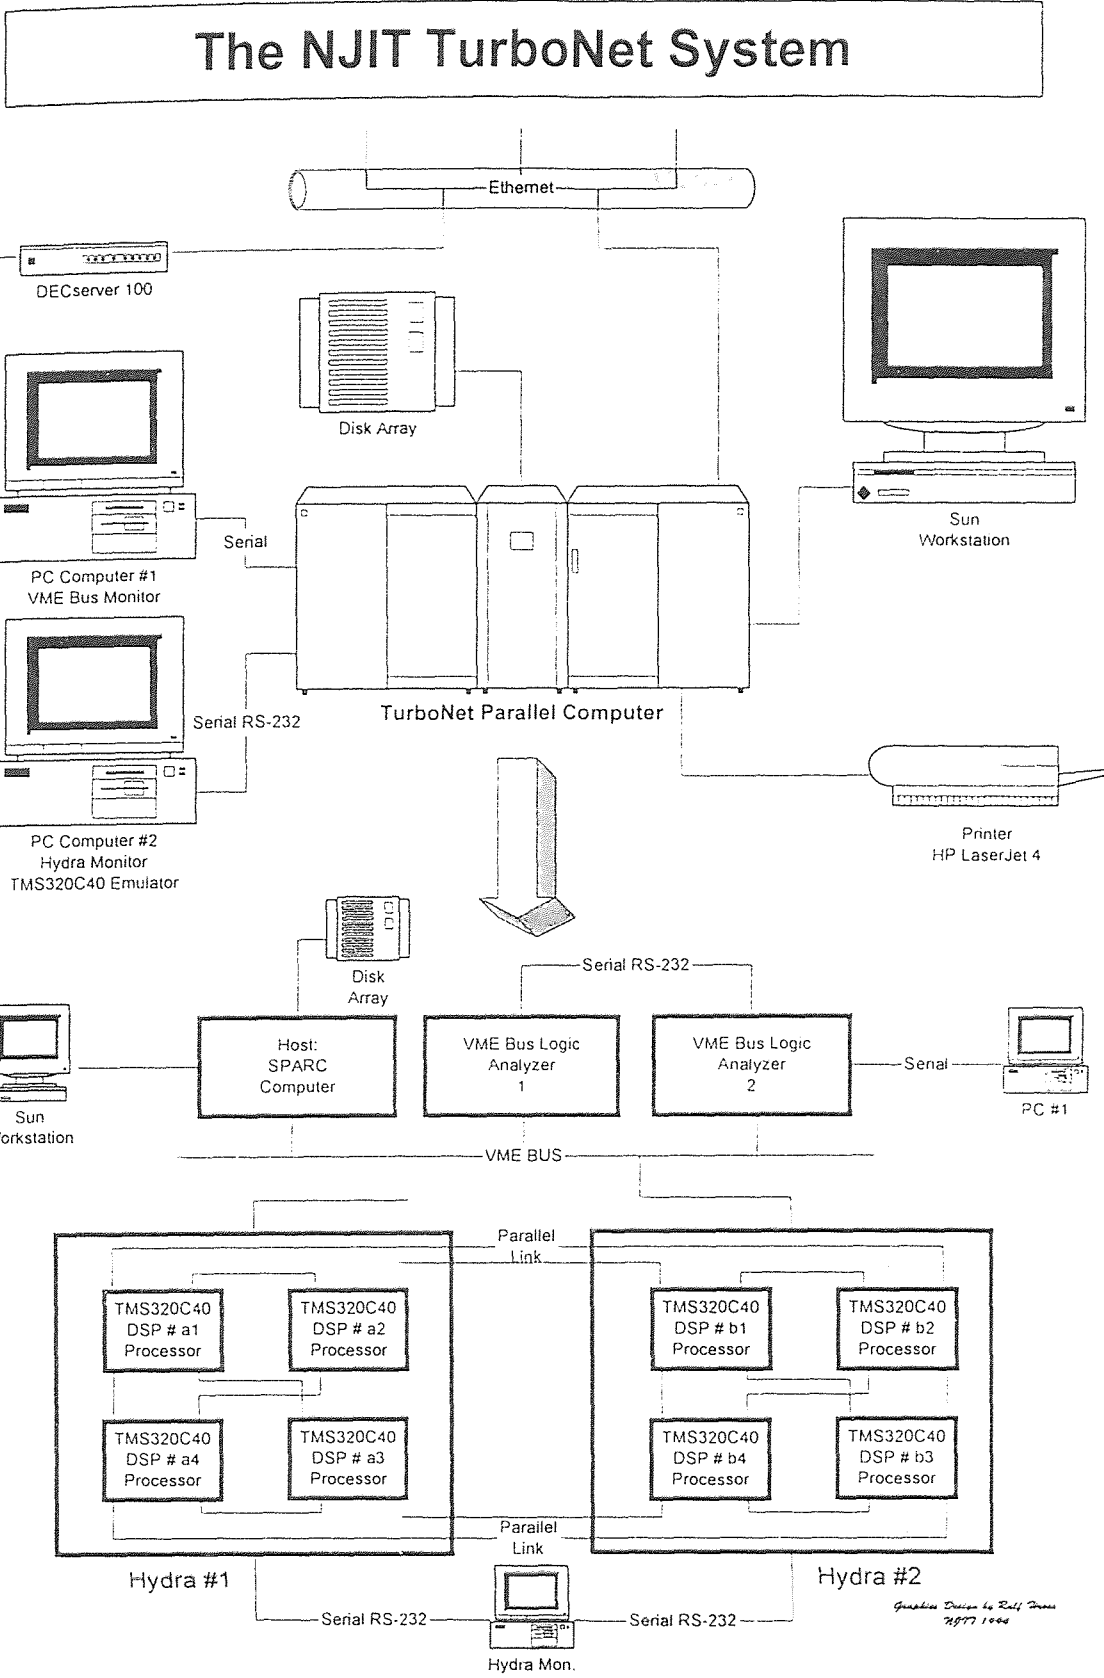 The NJIT TurboNet System
Ethernet
DECserver 100
Disk Array
Sun
Workstation
Serial
PC Computer #1
VME Bus Monitor
Serial RS-232
TurboNet Parallel Computer
PC Computer #2
Hydra Monitor
TMS320C40 Emulator
Printer
HP LaserJet 4
Disk
Array
Serial RS-232
Host:
SPARC
Computer
VME Bus Logic
Analyzer
1
VME Bus Logic
Analyzer
2
Serial
PC #1
Sun
orkstation
VME BUS
Parallel
Link
TMS320C40
DSP # a1
Processor
TMS320C40
DSP # a2
Processor
TMS320C40
DSP # b1
Processor
TMS320C40
DSP # b2
Processor
TMS320C40
DSP # a4
Processor
TMS320C40
DSP # a3
Processor
TMS320C40
DSP # b4
Processor
TMS320C40
DSP # b3
Processor
Parallel
Link
Hydra #1
Hydra #2
Serial RS-232
Serial RS-232
Hydra Mon.
Graphics Design by Ralf